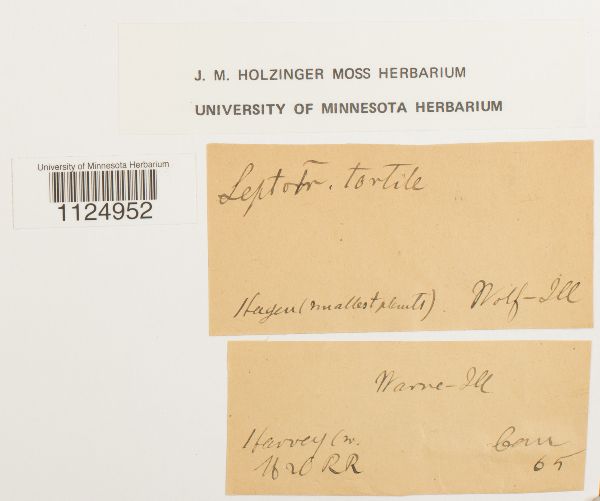 J. M. HOLZINGER MOSS HERBARIUM
UNIVERSITY OF MINNESOTA HERBARIUM
University of Minnesota Herbarium
1124952
Leptotr. tortile
Hagen (smallest plants). Wolf-Ill
Warne-Ill
Harvey
RR
65